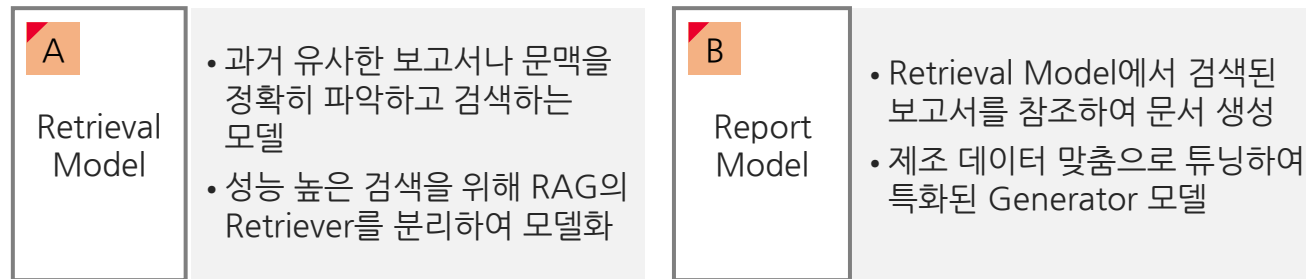 A
Retrieval
Model
• 과거 유사한 보고서나 문맥을
정확히 파악하고 검색하는
모델
• 성능 높은 검색을 위해 RAG의
Retriever를 분리하여 모델화
B
Report
Model
• Retrieval Model에서 검색된
보고서를 참조하여 문서 생성
• 제조 데이터 맞춤으로 튜닝하여
특화된 Generator 모델